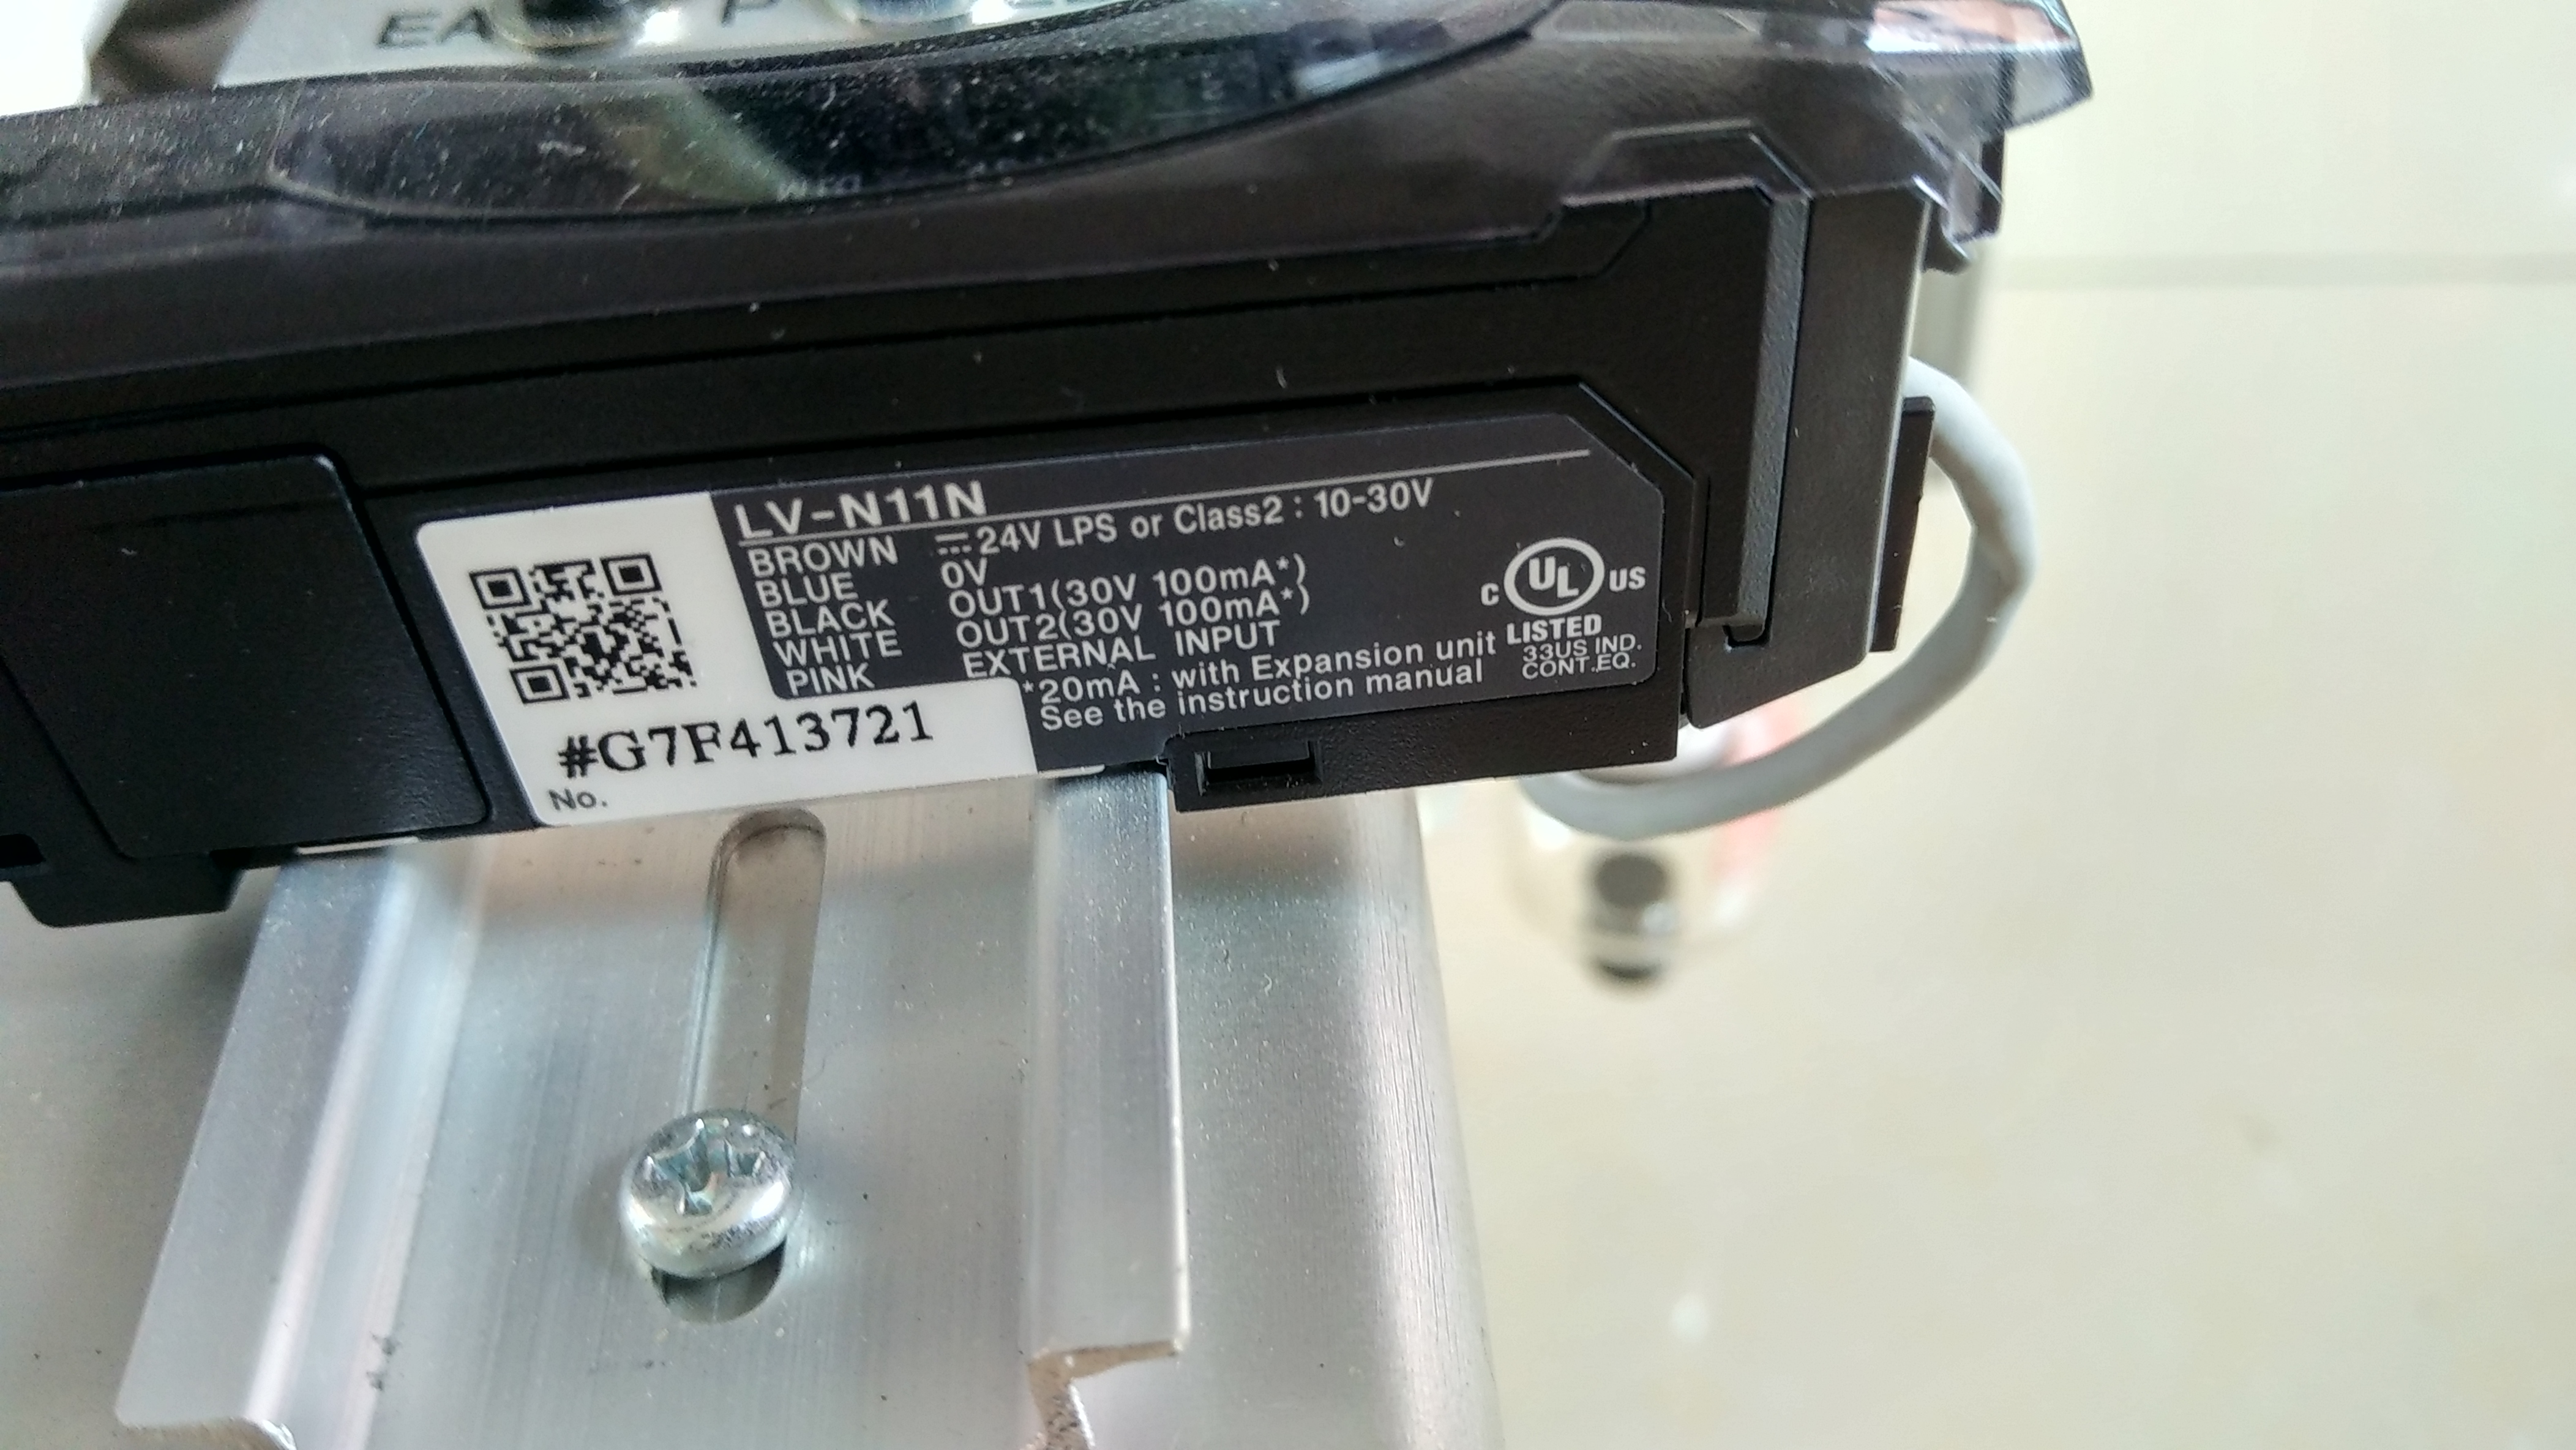 EA
P
LV-N11N
BROWN ⎓24V LPS or Class2 : 10-30V
BLUE 0V
BLACK OUT1(30V 100mA*)
WHITE OUT2(30V 100mA*)
PINK EXTERNAL INPUT
*20mA : with Expansion unit
See the instruction manual
C UL US
LISTED
33US IND.
CONT.EQ.
#G7F413721
No.